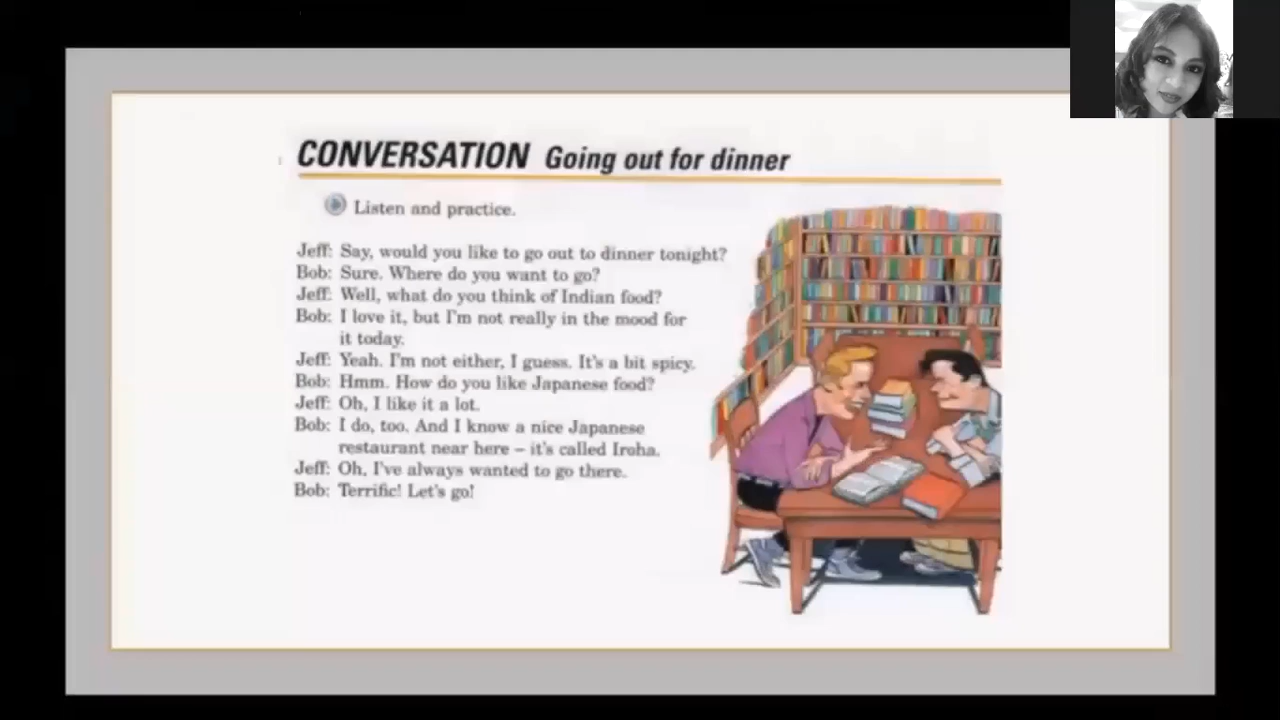 CONVERSATION Going out for dinner
Listen and practice.
Jeff: Say, would you like to go out to dinner tonight?
Bob: Sure. Where do you want to go?
Jeff: Well, what do you think of Indian food?
Bob: I love it, but I'm not really in the mood for
it today.
Jeff: Yeah. I'm not either, I guess. It's a bit spicy.
Bob: Hmm. How do you like Japanese food?
Jeff: Oh, I like it a lot.
Bob: I do, too. And I know a nice Japanese
restaurant near here – it's called Iroha.
Jeff: Oh, I've always wanted to go there.
Bob: Terrific! Let's go!